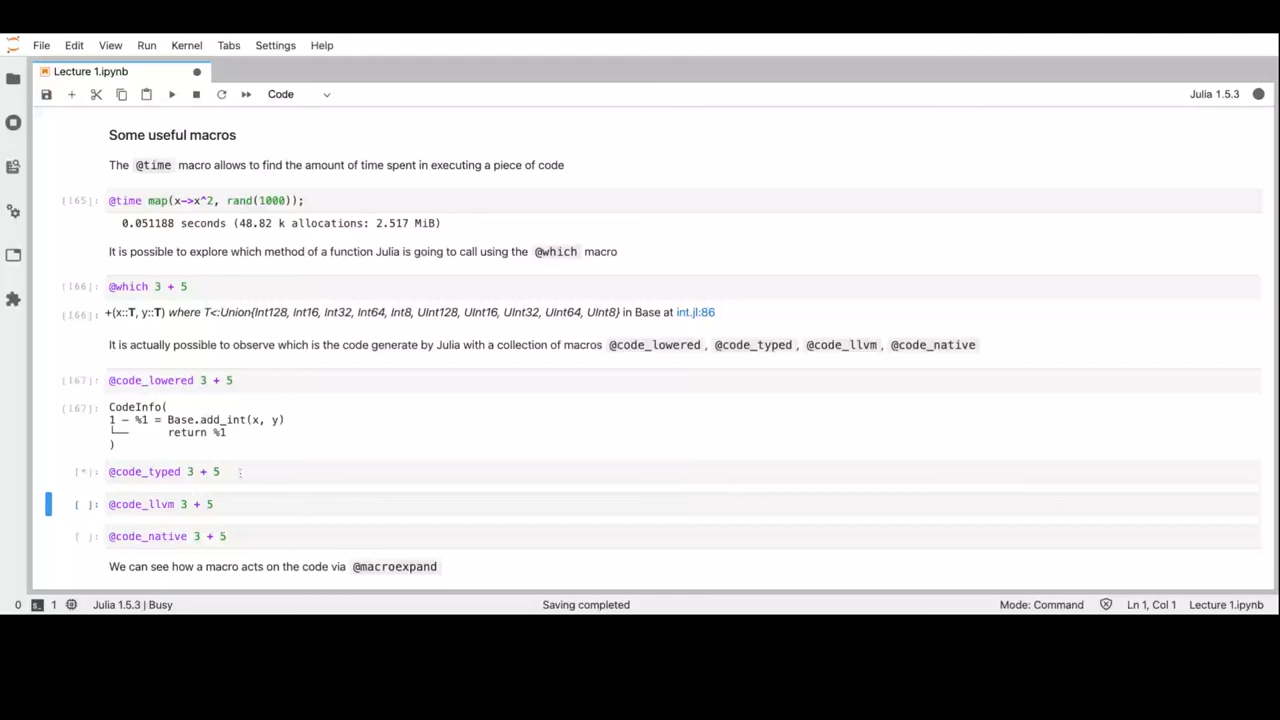 File Edit View Run Kernel Tabs Settings Help
Lecture 1.ipynb
Code
Julia 1.5.3
Some useful macros
The @time macro allows to find the amount of time spent in executing a piece of code
[165]: @time map(x->x^2, rand(1000));
0.051188 seconds (48.82 k allocations: 2.517 MiB)
It is possible to explore which method of a function Julia is going to call using the @which macro
[166]: @which 3 + 5
[166]: +(x::T, y::T) where T<:Union{Int128, Int16, Int32, Int64, Int8, UInt128, UInt16, UInt32, UInt64, UInt8} in Base at int.jl:86
It is actually possible to observe which is the code generate by Julia with a collection of macros @code_lowered , @code_typed , @code_llvm , @code_native
[167]: @code_lowered 3 + 5
[167]: CodeInfo(
1 ─ %1 = Base.add_int(x, y)
└── return %1
)
[*]: @code_typed 3 + 5
[ ]: @code_llvm 3 + 5
[ ]: @code_native 3 + 5
We can see how a macro acts on the code via @macroexpand
0 1 Julia 1.5.3 | Busy Saving completed Mode: Command Ln 1, Col 1 Lecture 1.ipynb